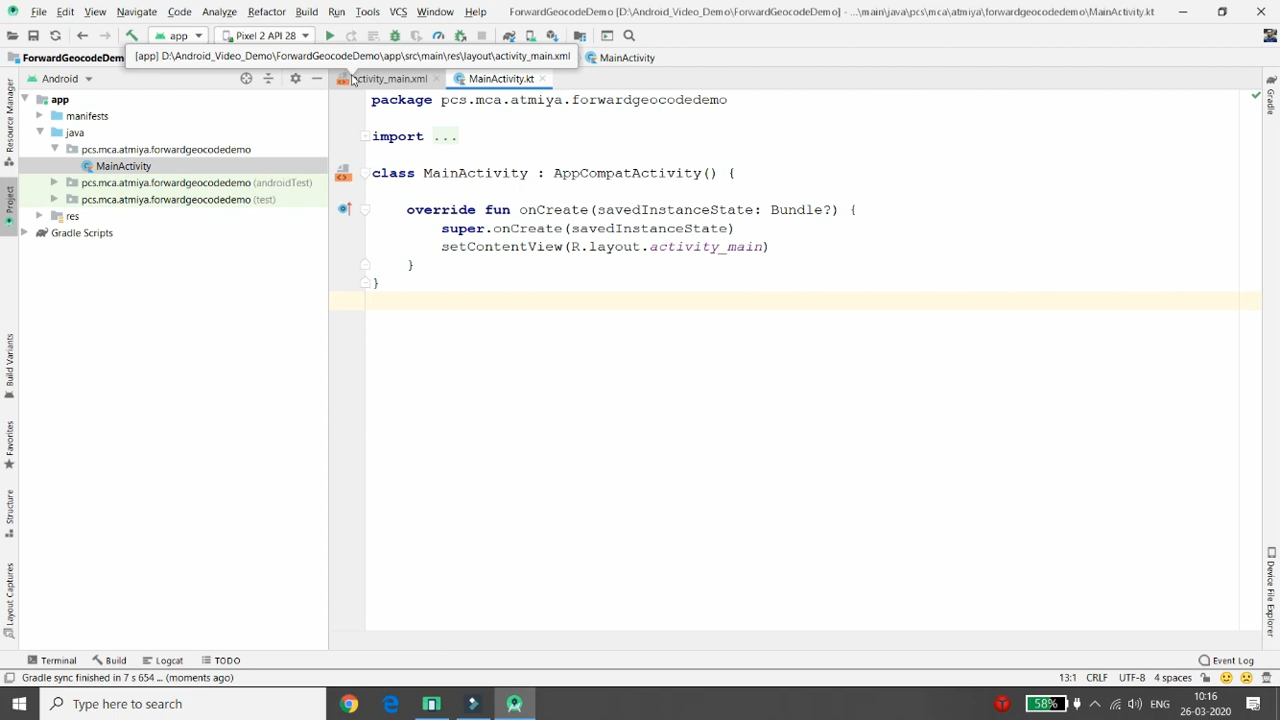 File Edit View Navigate Code Analyze Refactor Build Run Tools VCS Window Help ForwardGeocodeDemo [D:\Android_Video_Demo\ForwardGeocodeDemo] - ...\main\java\pcs\mca\atmiya\forwardgeocodedemo\MainActivity.kt
app Pixel 2 API 28
ForwardGeocodeDem [app] D:\Android_Video_Demo\ForwardGeocodeDemo\app\src\main\res\layout\activity_main.xml MainActivity
Android activity_main.xml MainActivity.kt
app
manifests
java
pcs.mca.atmiya.forwardgeocodedemo
MainActivity
pcs.mca.atmiya.forwardgeocodedemo (androidTest)
pcs.mca.atmiya.forwardgeocodedemo (test)
res
Gradle Scripts
package pcs.mca.atmiya.forwardgeocodedemo
import ...
class MainActivity : AppCompatActivity() {
override fun onCreate(savedInstanceState: Bundle?) {
super.onCreate(savedInstanceState)
setContentView(R.layout.activity_main)
}
}
Resource Manager
Project
Build Variants
Favorites
Structure
Layout Captures
Gradle
Device File Explorer
Terminal Build Logcat TODO Event Log
Gradle sync finished in 7 s 654 ... (moments ago) 13:1 CRLF UTF-8 4 spaces
Type here to search 58% ENG 10:16
26-03-2020